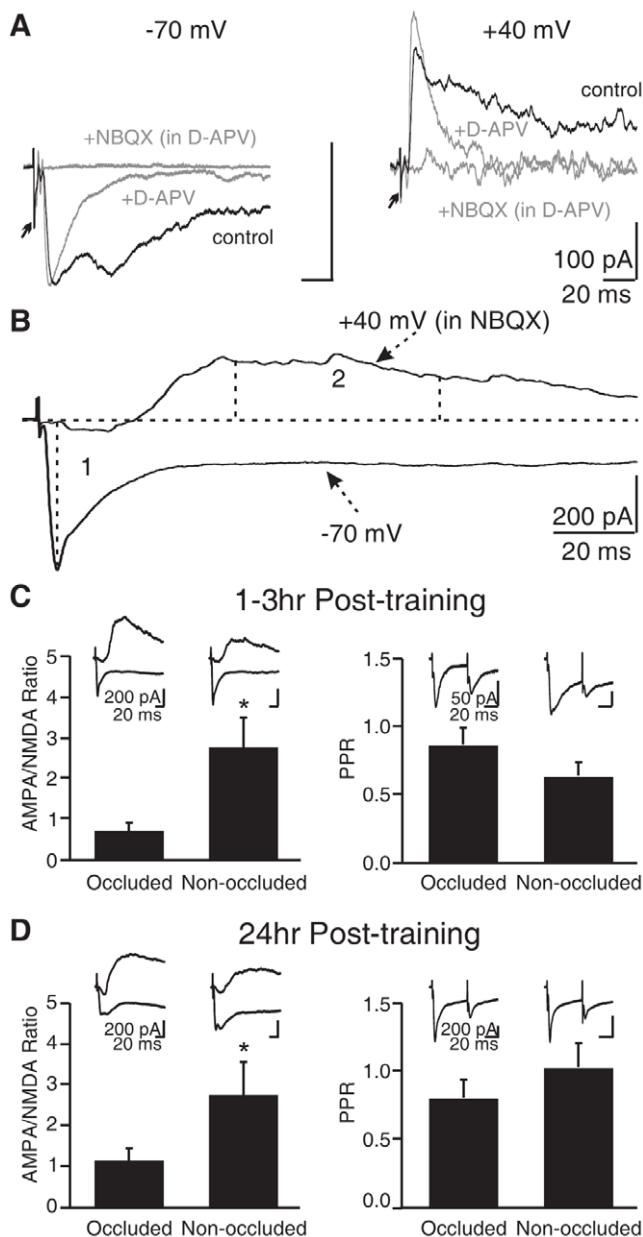 A
-70 mV
+40 mV
+NBQX (in D-APV)
+D-APV
control
control
+D-APV
+NBQX (in D-APV)
100 pA
20 ms
B
+40 mV (in NBQX)
2
1
-70 mV
200 pA
20 ms
C
1-3hr Post-training
AMPA/NMDA Ratio
5
4
3
2
1
0
200 pA
20 ms
*
Occluded
Non-occluded
PPR
1.5
1.0
0.5
0.0
50 pA
20 ms
Occluded
Non-occluded
D
24hr Post-training
AMPA/NMDA Ratio
5
4
3
2
1
0
200 pA
20 ms
*
Occluded
Non-occluded
PPR
1.5
1.0
0.5
0.0
200 pA
20 ms
Occluded
Non-occluded